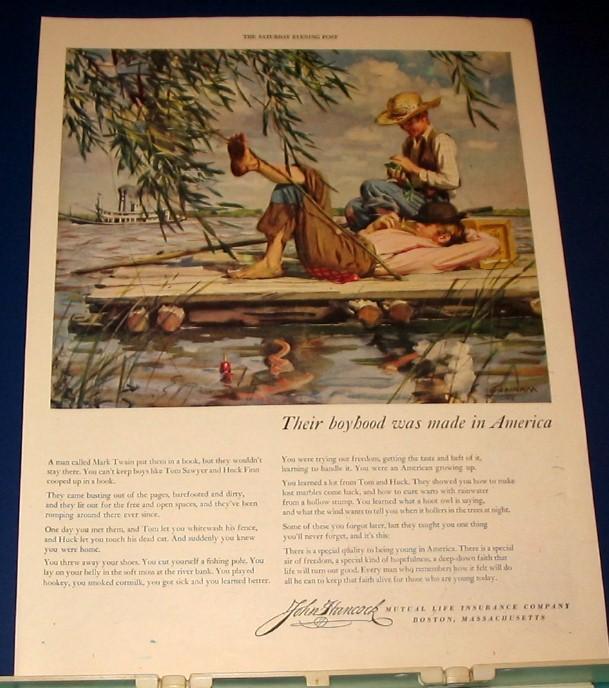 THE SATURDAY EVENING POST
Their boyhood was made in America
A man called Mark Twain put them in a book, but they wouldn't
stay there. You can't keep boys like Tom Sawyer and Huck Finn
cooped up in a book.
They came busting out of the pages, barefooted and dirty,
and they lit out for the free and open spaces, and they've been
romping around there ever since.
One day you met them, and Tom let you whitewash his fence,
and Huck let you touch his dead cat. And suddenly you knew
you were home.
You threw away your shoes. You cut yourself a fishing pole. You
lay on your belly in the soft moss at the river bank. You played
hookey, you smoked cornsilk, you got sick and you learned better.
You were trying out freedom, getting the taste and heft of it,
learning to handle it. You were an American growing up.
You learned a lot from Tom and Huck. They showed you how to make
lost marbles come back, and how to cure warts with rainwater
from a hollow stump. You learned what a hoot owl is saying,
and what the wind wants to tell you when it hollers in the trees at night.
Some of these you forgot later, but they taught you one thing
you'll never forget, and it's this:
There is a special quality to being young in America. There is a special
air of freedom, a special kind of hopefulness, a deep-down faith that
life will turn out good. Every man who remembers how it felt will do
all he can to keep that faith alive for those who are young today.
John Hancock MUTUAL LIFE INSURANCE COMPANY
BOSTON, MASSACHUSETTS